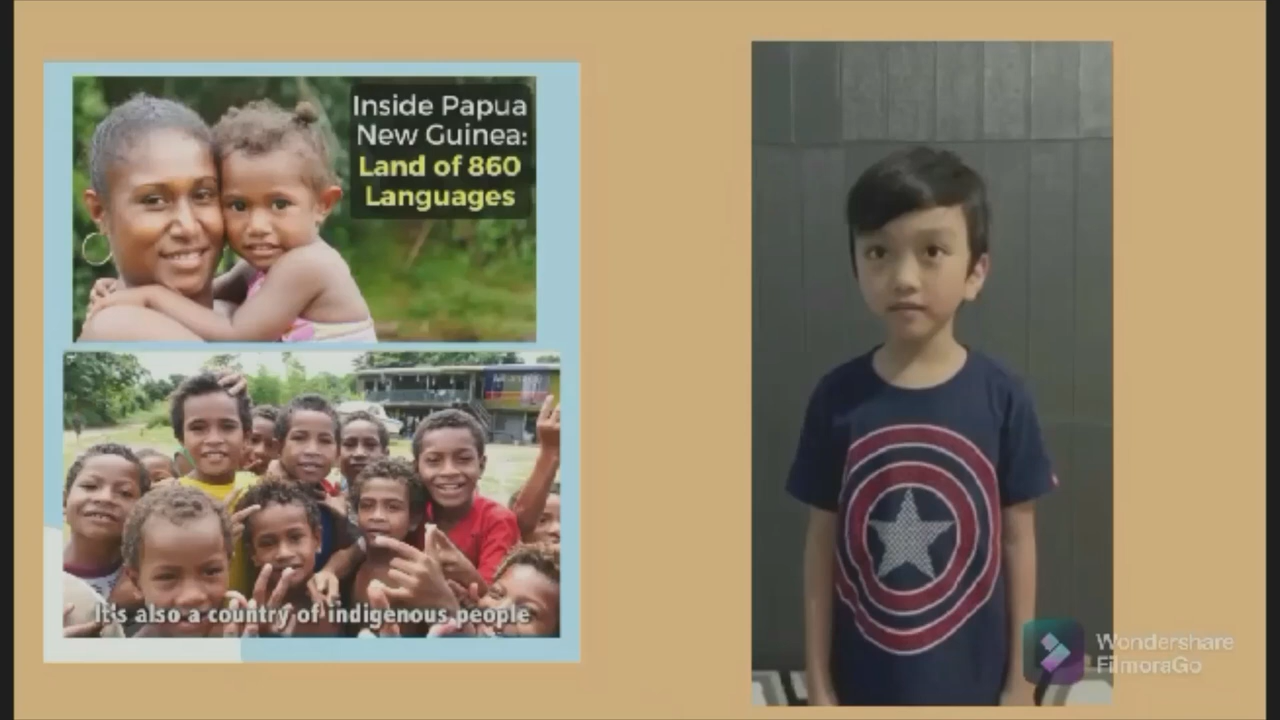 Inside Papua
New Guinea:
Land of 860
Languages
It's also a country of indigenous people
Wondershare
FilmoraGo